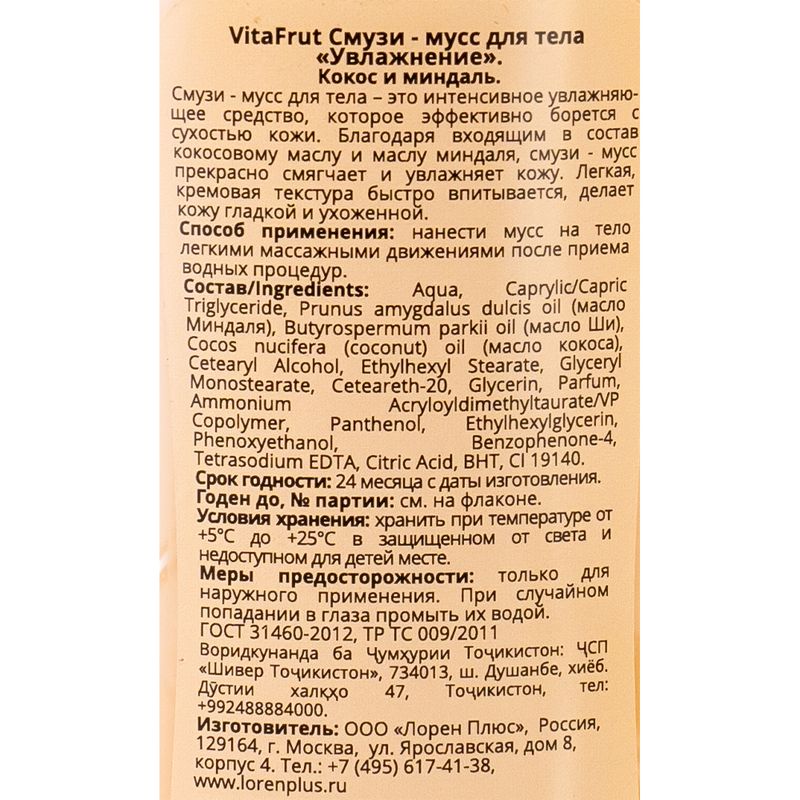 VitaFrut Смузи - мусс для тела
«Увлажнение».
Кокос и миндаль.
Смузи - мусс для тела – это интенсивное увлажняю-
щее средство, которое эффективно борется с
сухостью кожи. Благодаря входящим в состав
кокосовому маслу и маслу миндаля, смузи - мусс
прекрасно смягчает и увлажняет кожу. Легкая,
кремовая текстура быстро впитывается, делает
кожу гладкой и ухоженной.
Способ применения: нанести мусс на тело
легкими массажными движениями после приема
водных процедур.
Состав/Ingredients: Aqua, Caprylic/Capric
Triglyceride, Prunus amygdalus dulcis oil (масло
Миндаля), Butyrospermum parkii oil (масло Ши),
Cocos nucifera (coconut) oil (масло кокоса),
Cetearyl Alcohol, Ethylhexyl Stearate, Glyceryl
Monostearate, Ceteareth-20, Glycerin, Parfum,
Ammonium Acryloyldimethyltaurate/VP
Copolymer, Panthenol, Ethylhexylglycerin,
Phenoxyethanol, Benzophenone-4,
Tetrasodium EDTA, Citric Acid, BHT, CI 19140.
Срок годности: 24 месяца с даты изготовления.
Годен до, № партии: см. на флаконе.
Условия хранения: хранить при температуре от
+5°C до +25°C в защищенном от света и
недоступном для детей месте.
Меры предосторожности: только для
наружного применения. При случайном
попадании в глаза промыть их водой.
ГОСТ 31460-2012, ТР ТС 009/2011
Воридкунанда ба Ҷумҳурии Тоҷикистон: ҶСП
«Шивер Тоҷикистон», 734013, ш. Душанбе, хиёб.
Дӯстии халқҳо 47, Тоҷикистон, тел:
+992488884000.
Изготовитель: ООО «Лорен Плюс», Россия,
129164, г. Москва, ул. Ярославская, дом 8,
корпус 4. Тел.: +7 (495) 617-41-38,
www.lorenplus.ru